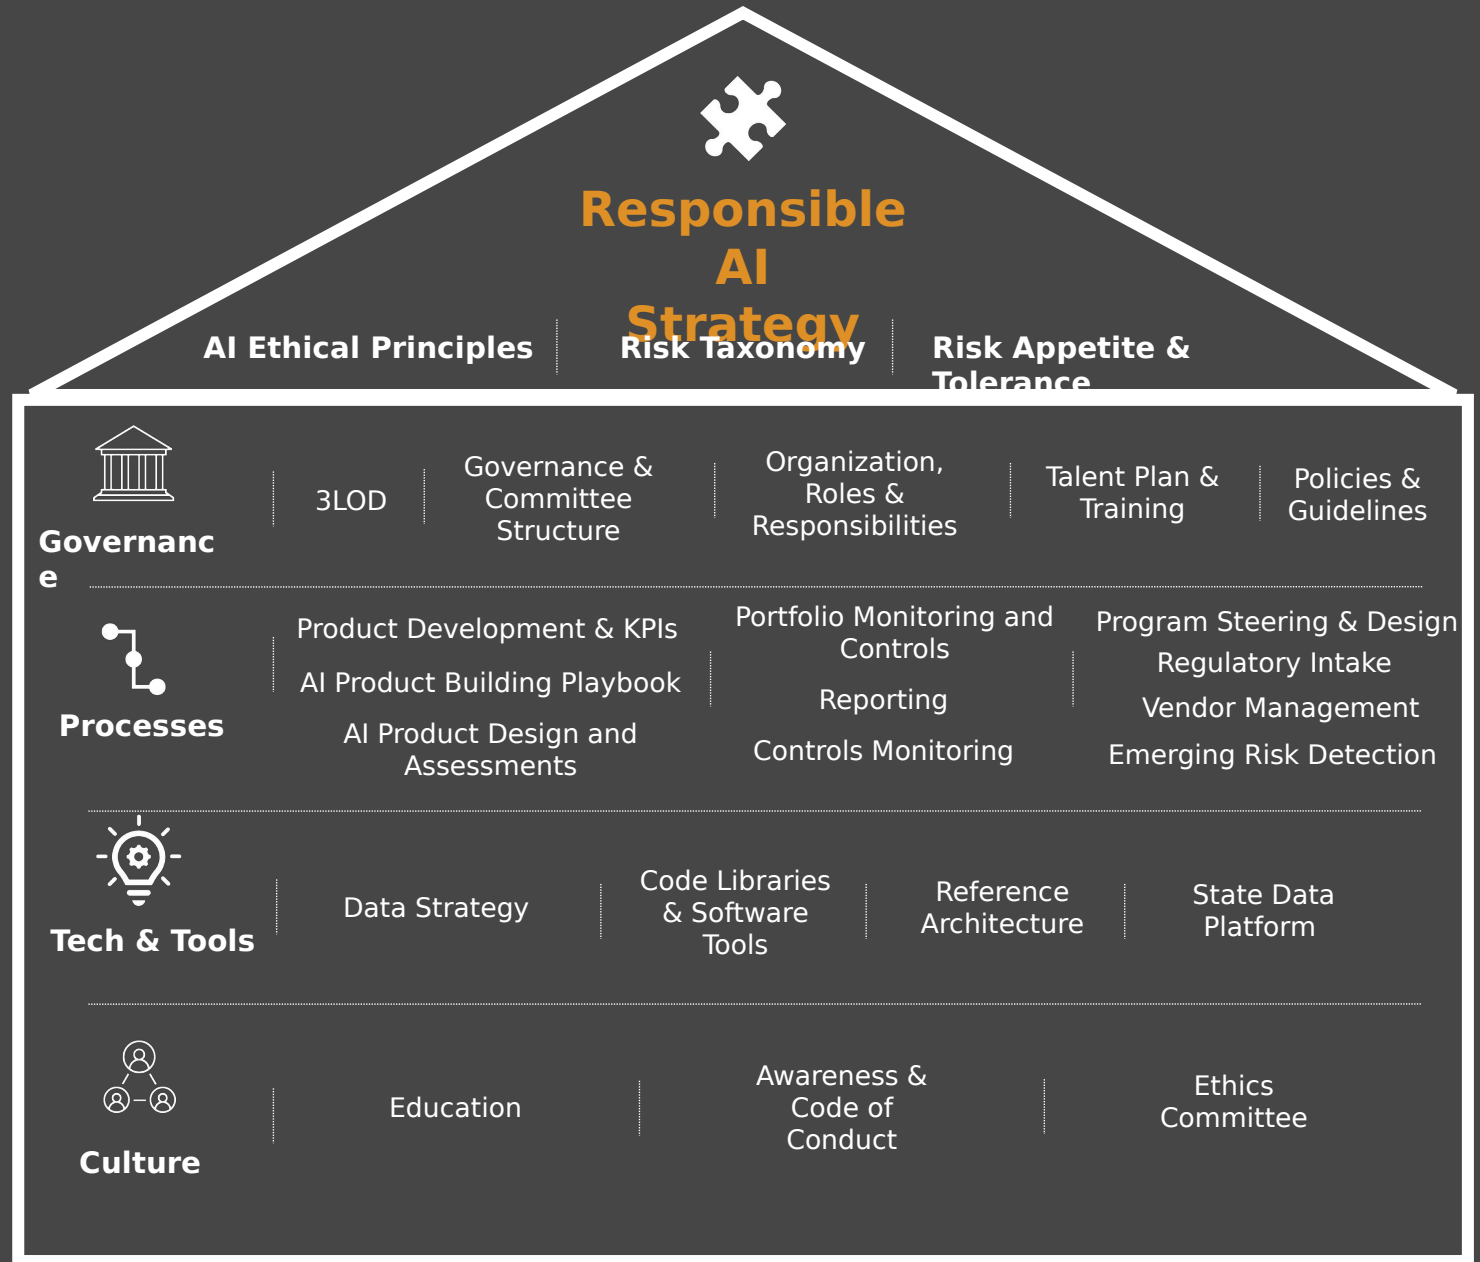 Responsible
AI
Strategy
AI Ethical Principles
Risk Taxonomy
Risk Appetite &
Tolerance
Governanc
e
3LOD
Governance &
Committee
Structure
Organization,
Roles &
Responsibilities
Talent Plan &
Training
Policies &
Guidelines
Processes
Product Development & KPIs
AI Product Building Playbook
AI Product Design and
Assessments
Portfolio Monitoring and
Controls
Reporting
Controls Monitoring
Program Steering & Design
Regulatory Intake
Vendor Management
Emerging Risk Detection
Tech & Tools
Data Strategy
Code Libraries
& Software
Tools
Reference
Architecture
State Data
Platform
Culture
Education
Awareness &
Code of
Conduct
Ethics
Committee